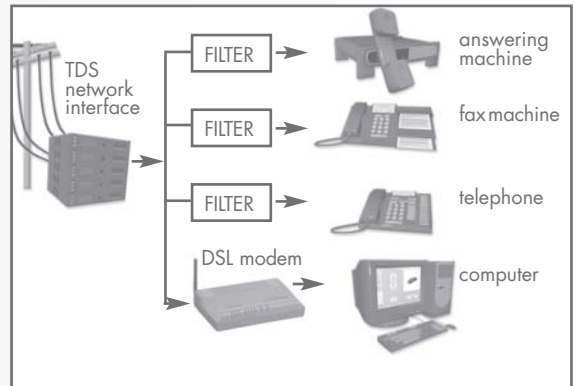 TDS
network
interface
FILTER
answering
machine
FILTER
fax machine
FILTER
telephone
DSL modem
computer